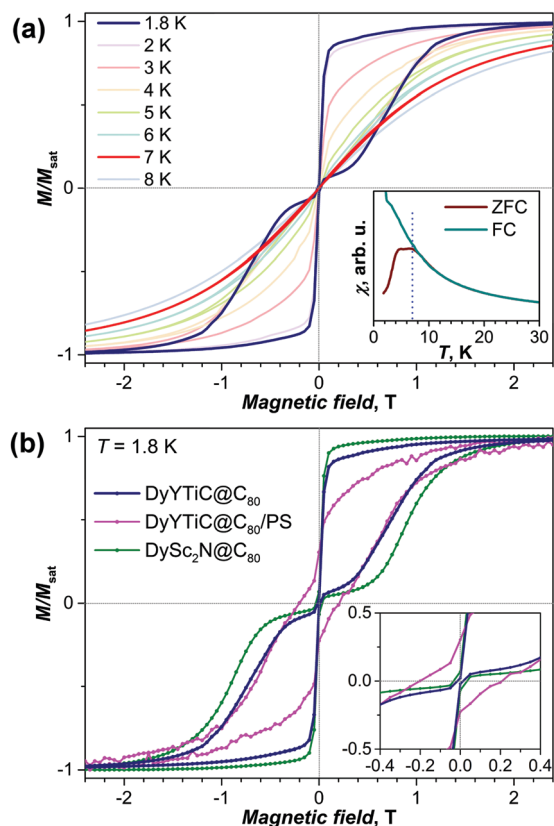 (a)
1
0
-1
M/Msat
1.8 K
2 K
3 K
4 K
5 K
6 K
7 K
8 K
ZFC
FC
χ, arb. u.
0 10 20 30
T, K
-2 -1 0 1 2
Magnetic field, T
(b)
1
0
-1
M/Msat
T = 1.8 K
DyYTiC@C80
DyYTiC@C80/PS
DySc2N@C80
0.5
0.0
-0.5
-0.4 -0.2 0.0 0.2 0.4
-2 -1 0 1 2
Magnetic field, T